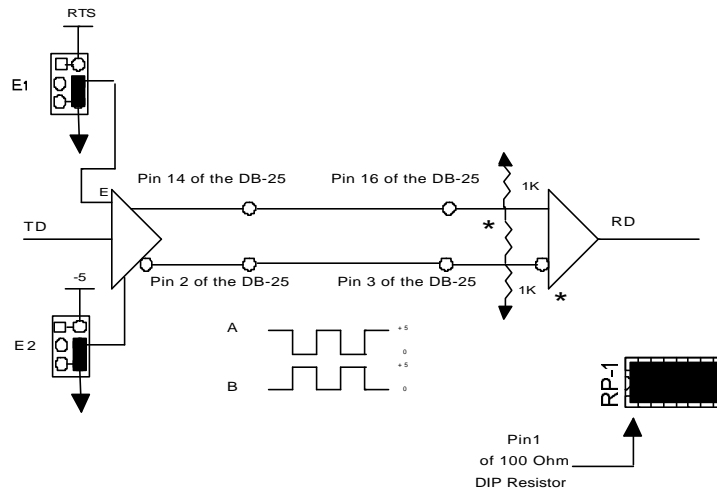 RTS
E1
Pin 14 of the DB-25
Pin 16 of the DB-25
1K
E
*
TD
RD
-5
Pin 2 of the DB-25
Pin 3 of the DB-25
1K
*
E2
A
+5
0
+5
B
0
RP-1
Pin1
of 100 Ohm
DIP Resistor